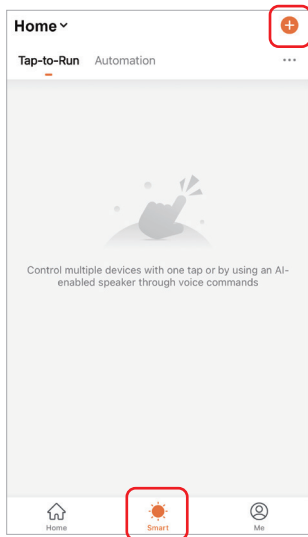 Home
Tap-to-Run Automation
Control multiple devices with one tap or by using an AI-
enabled speaker through voice commands
Home Smart Me